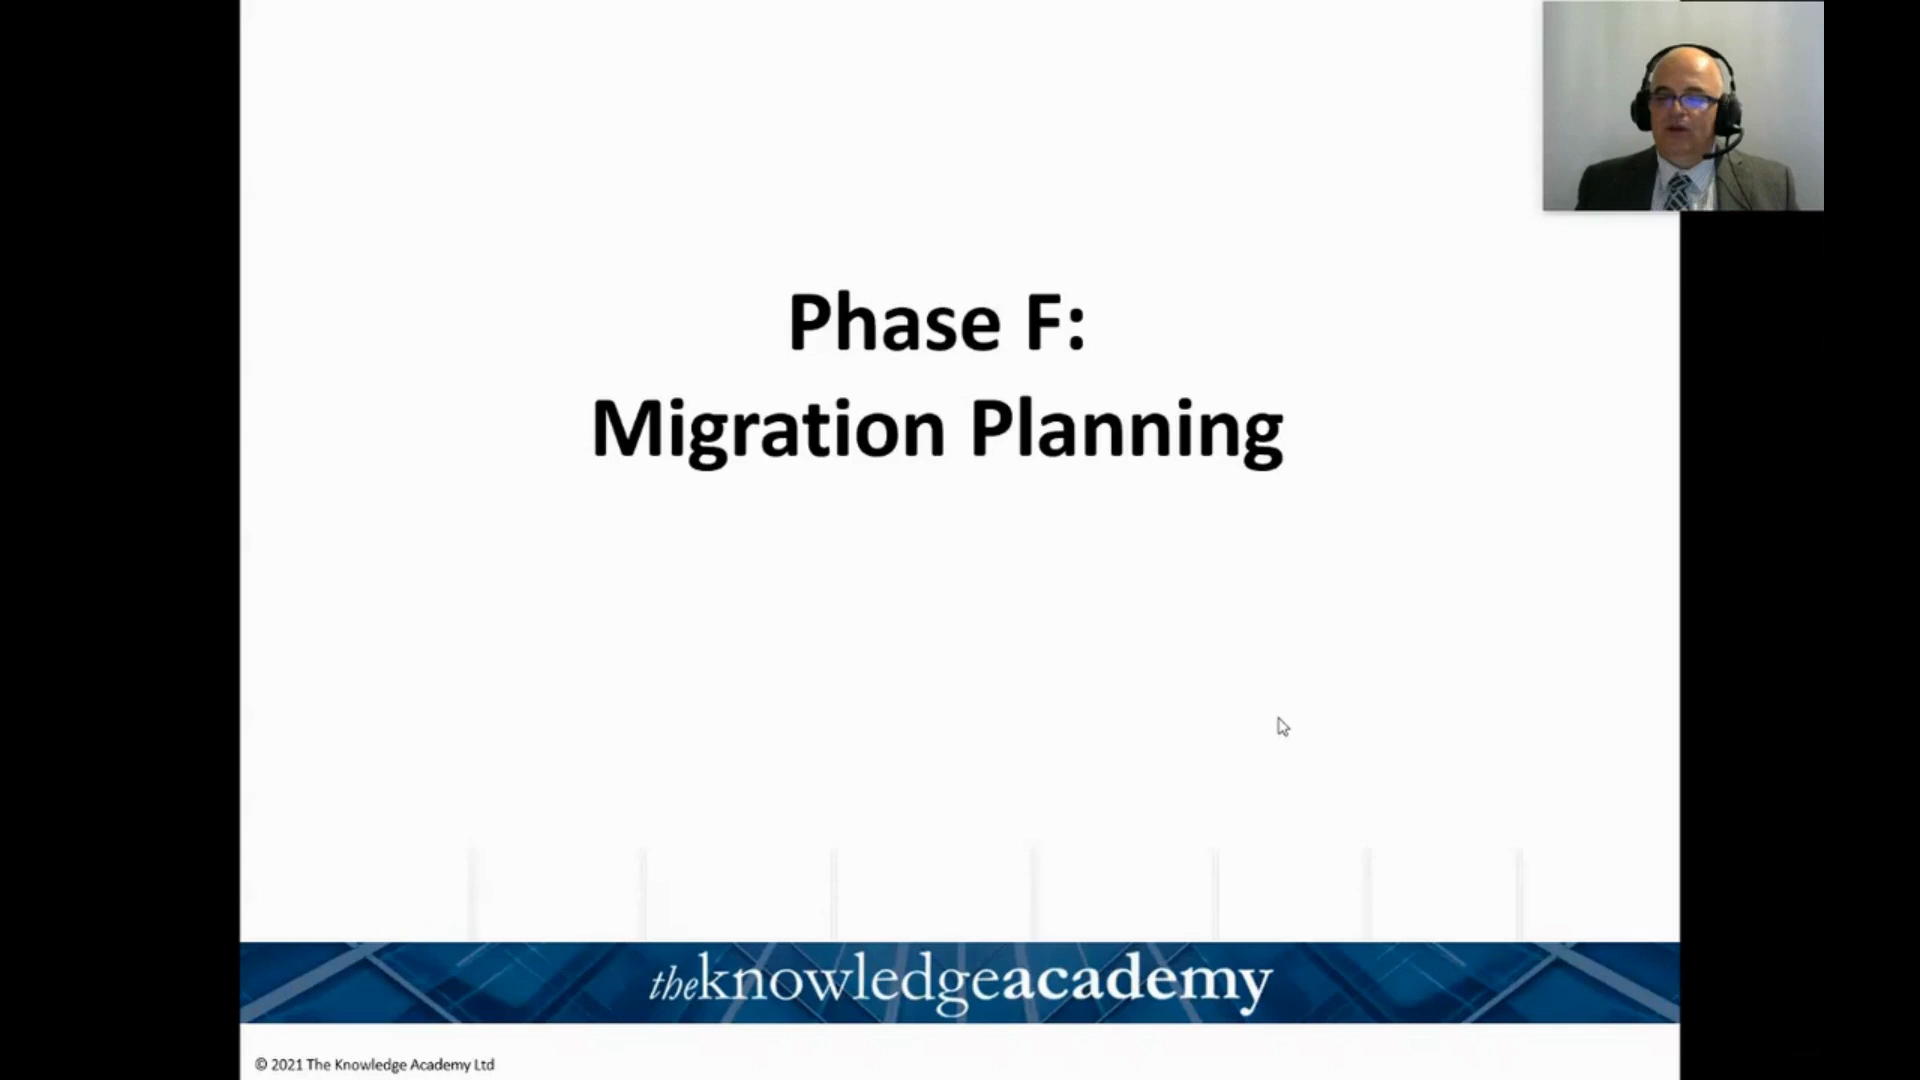 Phase F:
Migration Planning
theknowledgeacademy
© 2021 The Knowledge Academy Ltd